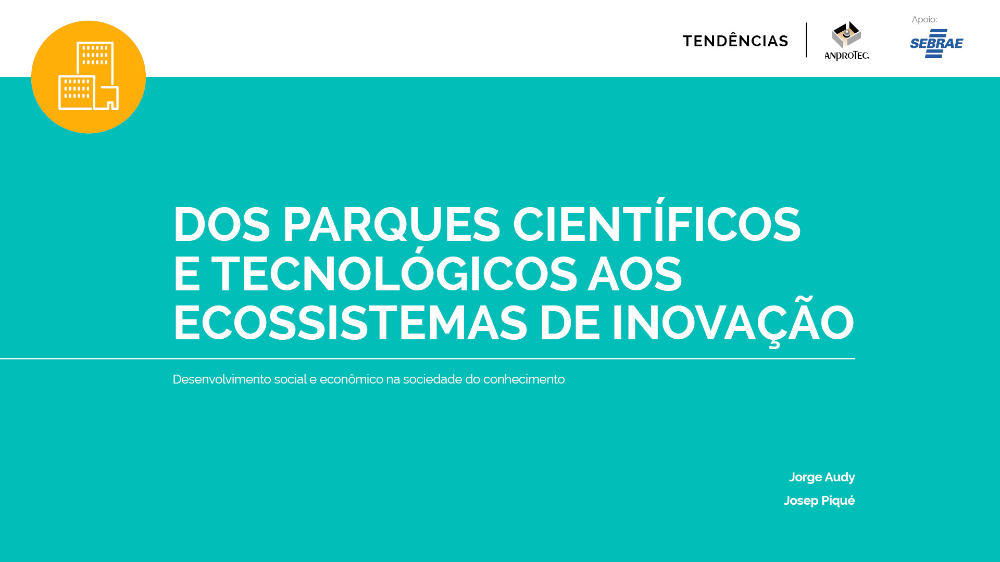 TENDÊNCIAS
ANPROTEC
Apoio:
SEBRAE
DOS PARQUES CIENTÍFICOS
E TECNOLÓGICOS AOS
ECOSSISTEMAS DE INOVAÇÃO
Desenvolvimento social e econômico na sociedade do conhecimento
Jorge Audy
Josep Piqué